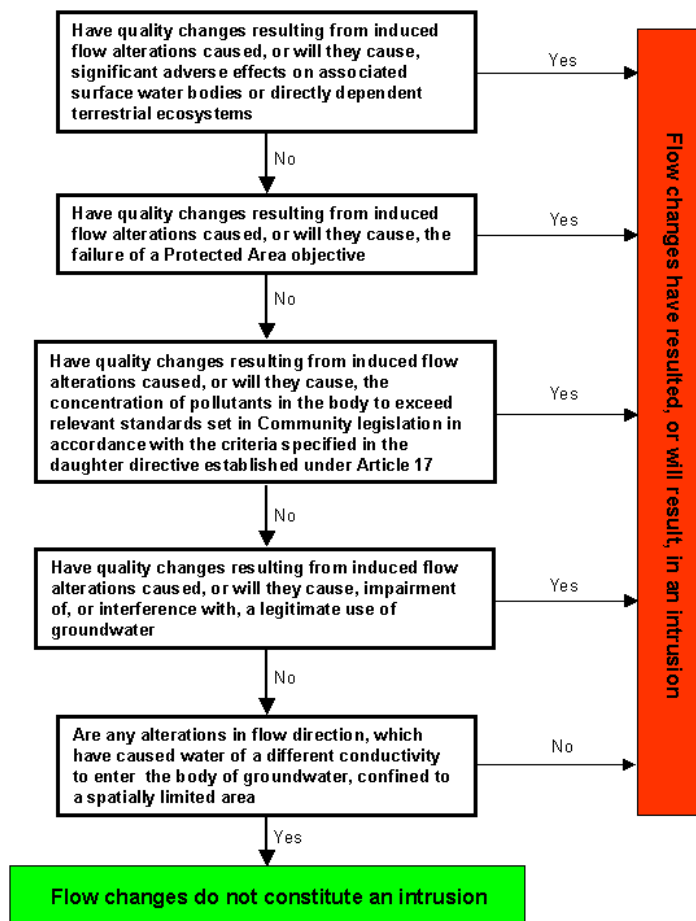 Have quality changes resulting from induced
flow alterations caused, or will they cause,
significant adverse effects on associated
surface water bodies or directly dependent
terrestrial ecosystems
Yes
No
Have quality changes resulting from induced
flow alterations caused, or will they cause, the
failure of a Protected Area objective
Yes
No
Have quality changes resulting from induced flow
alterations caused, or will they cause, the
concentration of pollutants in the body to exceed
relevant standards set in Community legislation in
accordance with the criteria specified in the
daughter directive established under Article 17
Yes
No
Have quality changes resulting from induced flow
alterations caused, or will they cause, impairment
of, or interference with, a legitimate use of
groundwater
Yes
No
Are any alterations in flow direction, which
have caused water of a different conductivity
to enter the body of groundwater, confined to
a spatially limited area
No
Yes
Flow changes do not constitute an intrusion
Flow changes have resulted, or will result, in an intrusion